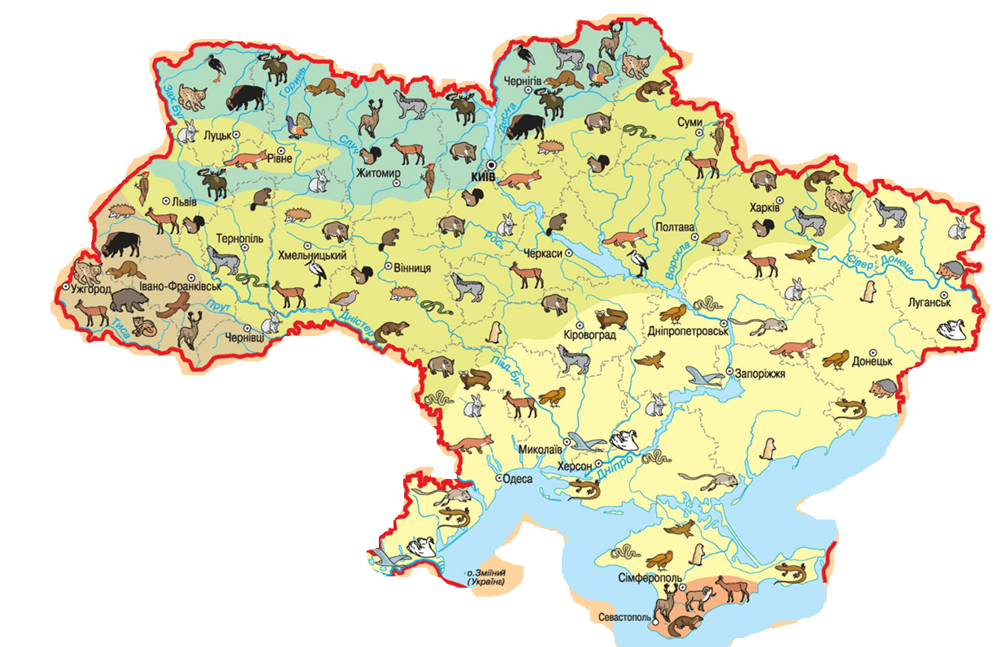 Чернігів
Горинь
Зах. Буг
Десна
Суми
Луцьк
Рівне
Случ
Житомир
КИЇВ
Львів
Харків
Тернопіль
Хмельницький
Рось
Полтава
Черкаси
Вінниця
Ворскла
Сівер. Донець
Ужгород
Івано-Франківськ
Луганськ
Прут
Тиса
Чернівці
Дністер
Кіровоград
Дніпропетровськ
Півд. Буг
Донецьк
Запоріжжя
Миколаїв
Херсон
Дніпро
Одеса
о. Зміїний
(Україна)
Сімферополь
Севастополь